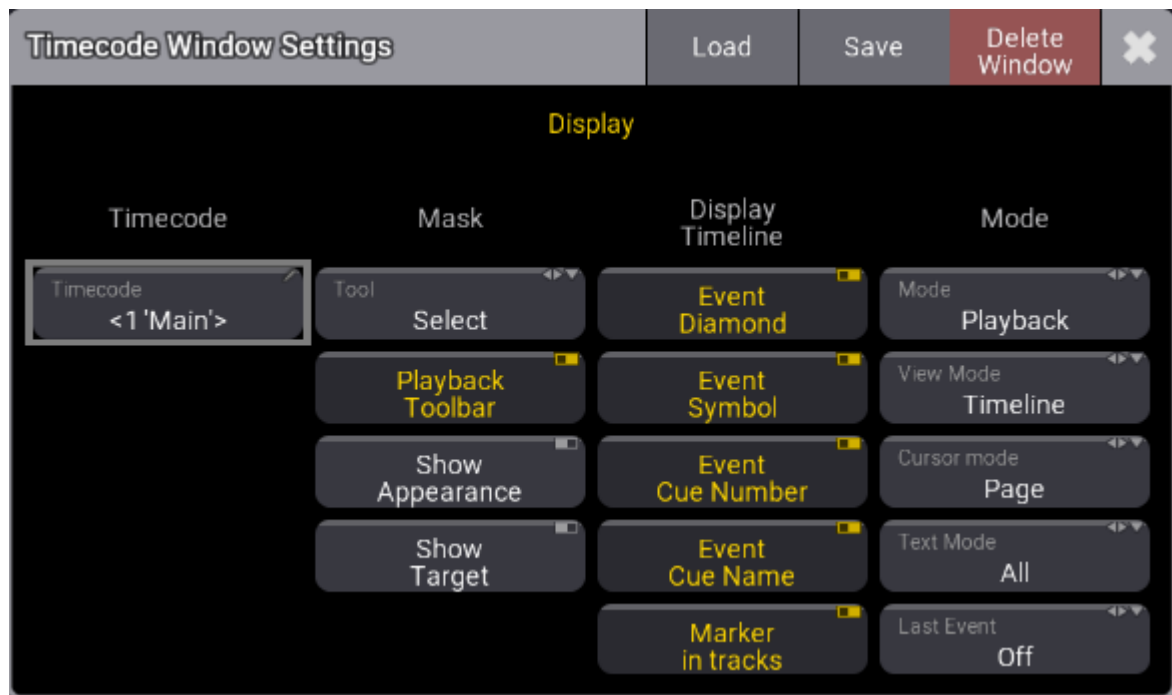 Timecode Window Settings
Load
Save
Delete
Window
Display
Timecode
Mask
Display
Timeline
Mode
Timecode
<1 'Main'>
Tool
Select
Event
Diamond
Mode
Playback
Playback
Toolbar
Event
Symbol
View Mode
Timeline
Show
Appearance
Event
Cue Number
Cursor mode
Page
Show
Target
Event
Cue Name
Text Mode
All
Marker
in tracks
Last Event
Off